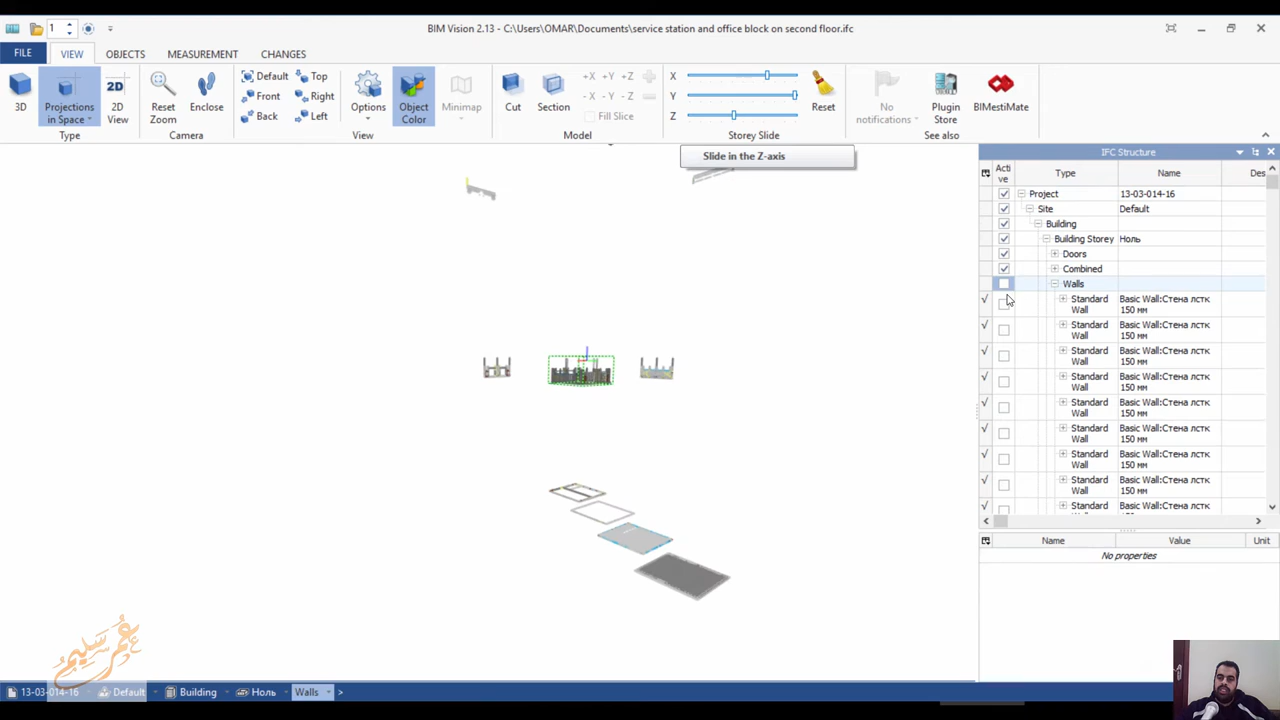 1
BIM Vision 2.13 - C:\Users\OMAR\Documents\service station and office block on second floor.ifc
FILE
VIEW
OBJECTS
MEASUREMENT
CHANGES
3D
Projections
in Space
2D
View
Type
Reset
Zoom
Enclose
Camera
Default
Top
Front
Right
Back
Left
Options
Object
Color
Minimap
View
Cut
Section
+X +Y +Z
-X -Y -Z
Fill Slice
Model
X
Y
Z
Reset
Storey Slide
No
notifications
Plugin
Store
BIMestiMate
See also
Slide in the Z-axis
IFC Structure
Acti
ve
Type
Name
Des
Project
13-03-014-16
Site
Default
Building
Building Storey
Ноль
Doors
Combined
Walls
Standard
Wall
Basic Wall:Стена лстк
150 мм
Standard
Wall
Basic Wall:Стена лстк
150 мм
Standard
Wall
Basic Wall:Стена лстк
150 мм
Standard
Wall
Basic Wall:Стена лстк
150 мм
Standard
Wall
Basic Wall:Стена лстк
150 мм
Standard
Wall
Basic Wall:Стена лстк
150 мм
Standard
Wall
Basic Wall:Стена лстк
150 мм
Standard
Wall
Basic Wall:Стена лстк
150 мм
Standard
Basic Wall:Стена лстк
Name
Value
Unit
No properties
عمر سليم
13-03-014-16
Default
Building
Ноль
Walls
>